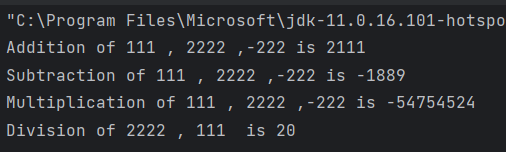 "C:\Program Files\Microsoft\jdk-11.0.16.101-hotspo
Addition of 111 , 2222 ,-222 is 2111
Subtraction of 111 , 2222 ,-222 is -1889
Multiplication of 111 , 2222 ,-222 is -54754524
Division of 2222 , 111  is 20